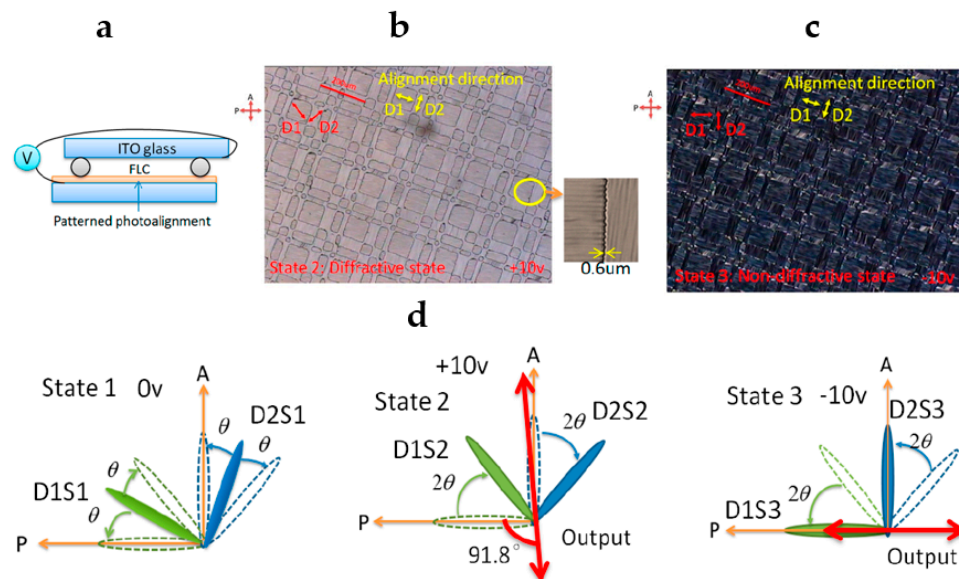 a
b
c
V
ITO glass
FLC
Patterned photoalignment
A
P
D1
D2
Alignment direction
D1
D2
State 2: Diffractive state
+10v
0.6um
A
P
D1
D2
Alignment direction
D1
D2
State 3: Non-diffractive state
-10v
d
State 1 0v
A
θ
θ
D2S1
θ
θ
D1S1
P
+10v
State 2
A
2θ
D2S2
D1S2
2θ
P
91.8°
Output
State 3 -10v
A
D2S3
2θ
2θ
D1S3
P
Output